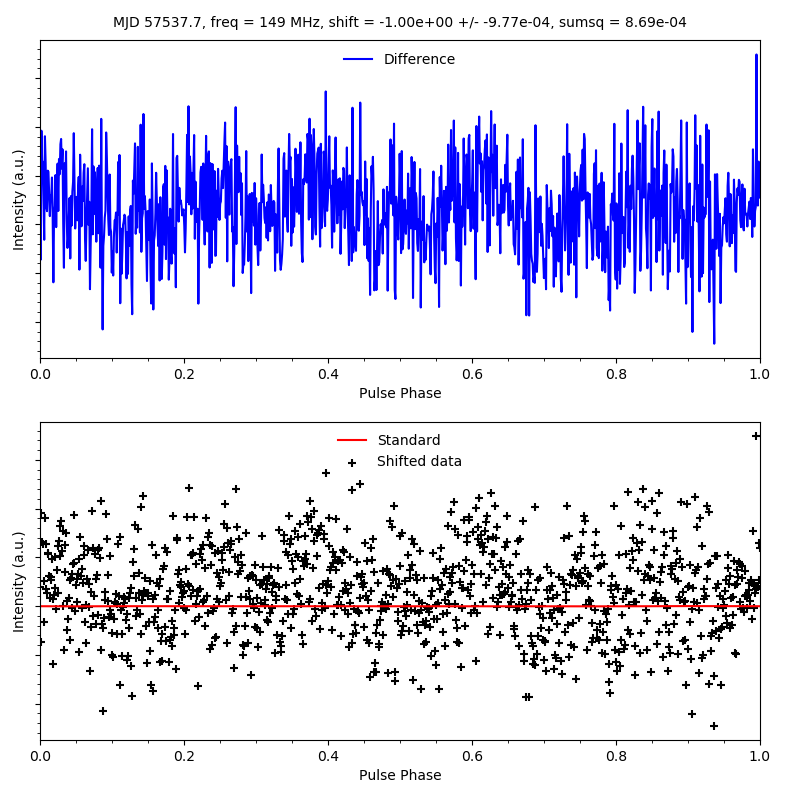 MJD 57537.7, freq = 149 MHz, shift = -1.00e+00 +/- -9.77e-04, sumsq = 8.69e-04
Difference
Intensity (a.u.)
0.0 0.2 0.4 0.6 0.8 1.0
Pulse Phase
Standard
Shifted data
Intensity (a.u.)
0.0 0.2 0.4 0.6 0.8 1.0
Pulse Phase